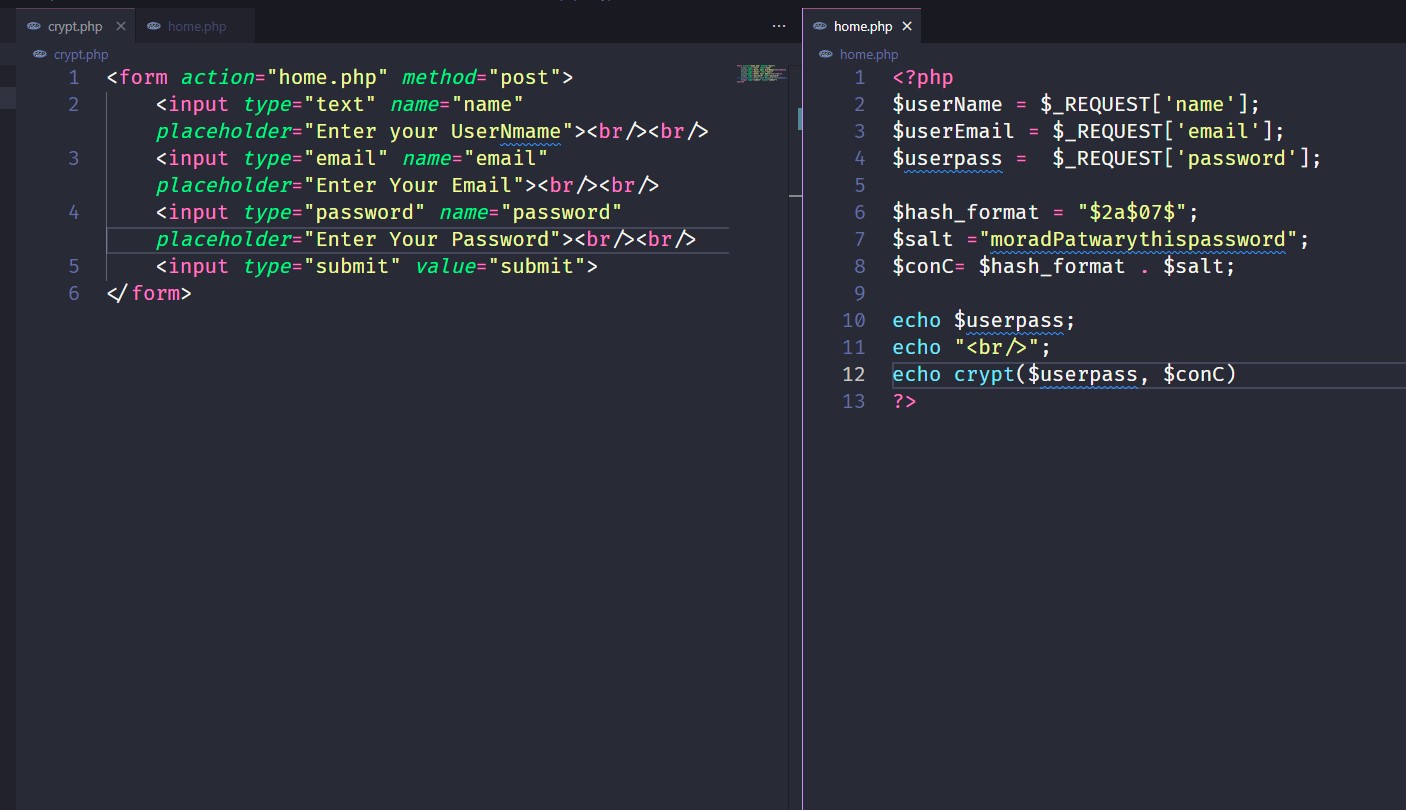 crypt.php
home.php
crypt.php
1 <form action="home.php" method="post">
2 <input type="text" name="name"
placeholder="Enter your UserNmame"><br/><br/>
3 <input type="email" name="email"
placeholder="Enter Your Email"><br/><br/>
4 <input type="password" name="password"
placeholder="Enter Your Password"><br/><br/>
5 <input type="submit" value="submit">
6 </form>
home.php
home.php
1 <?php
2 $userName = $_REQUEST['name'];
3 $userEmail = $_REQUEST['email'];
4 $userpass =  $_REQUEST['password'];
5
6 $hash_format = "$2a$07$";
7 $salt ="moradPatwarythispassword";
8 $conC= $hash_format . $salt;
9
10 echo $userpass;
11 echo "<br/>";
12 echo crypt($userpass, $conC)
13 ?>